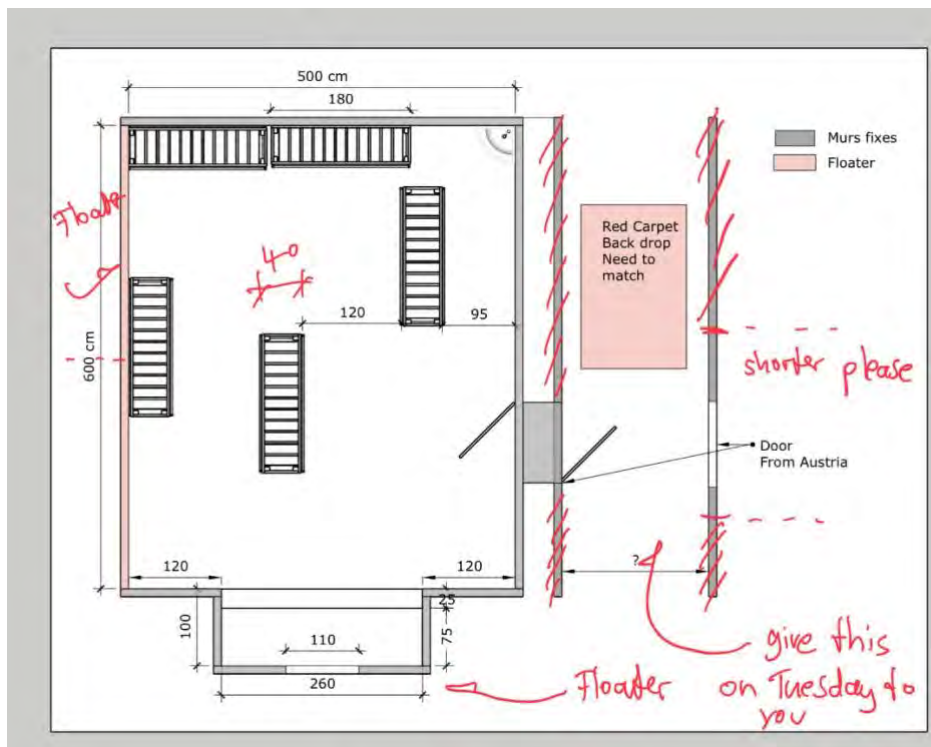 500 cm
180
Murs fixes
Floater
Floater
Red Carpet
Back drop
Need to
match
40
120
95
600 cm
shorter please
Door
From Austria
120
120
?
25
100
75
110
260
Floater
give this
on Tuesday to
you